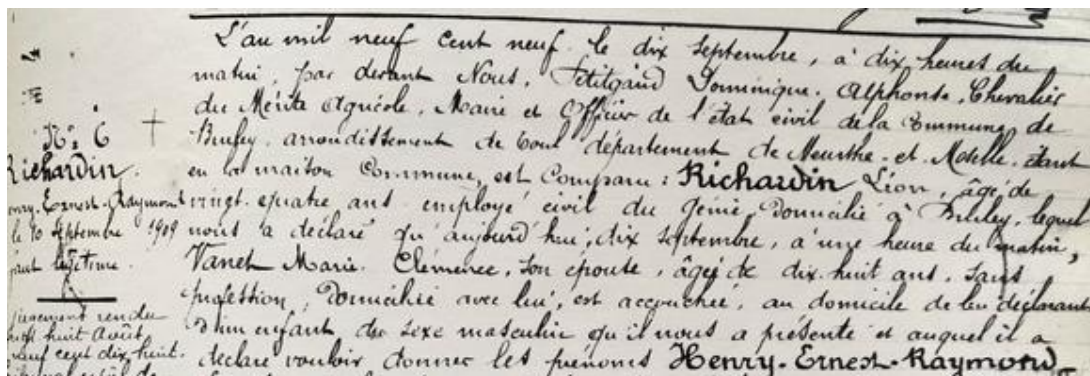 N: 6
Richardin
Henry-Ernest-Raymond
le 10 Septembre 1909
enfant légitime.
jugement rendu
huit Août
neuf cent dix huit.
L'an mil neuf cent neuf le dix Septembre, à dix heures du
matin, par devant Nous, Petitgand Dominique, Alphonse, Chevalier
du Mérite Agricole, Maire et Officier de l'état civil de la Commune de
Bruley, arrondissement de Toul département de Meurthe-et-Moselle, étant
en la maison Commune, est Comparu : Richardin Léon, âgé de
vingt-quatre ans employé civil du Génie, Domicilié à Bruley, lequel
nous a déclaré qu'aujourd'hui, dix Septembre, à une heure du matin,
Vanet Marie Clémence, son épouse, âgée de dix-huit ans, sans
profession, Domiciliée avec lui, est accouchée, au domicile de lui déclarant
d'un enfant du sexe masculin qu'il nous a présenté et auquel il a
déclaré vouloir donner les prénoms Henry-Ernest-Raymond